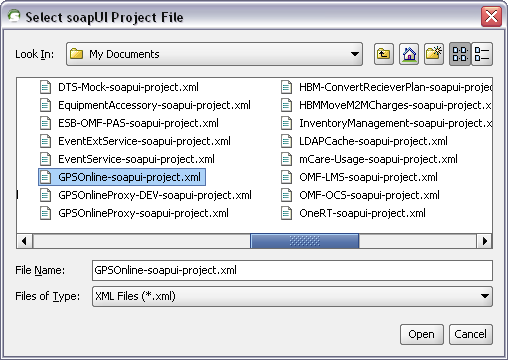 Select soapUI Project File
Look In:
My Documents
DTS-Mock-soapui-project.xml
EquipmentAccessory-soapui-project.xml
ESB-OMF-PAS-soapui-project.xml
EventExtService-soapui-project.xml
EventService-soapui-project.xml
GPSOnline-soapui-project.xml
GPSOnlineProxy-DEV-soapui-project.xml
GPSOnlineProxy-soapui-project.xml
HBM-ConvertRecieverPlan-soapui-projec
HBMMoveM2MCharges-soapui-project.xml
InventoryManagement-soapui-project.xml
LDAPCache-soapui-project.xml
mCare-Usage-soapui-project.xml
OMF-LMS-soapui-project.xml
OMF-OCS-soapui-project.xml
OneRT-soapui-project.xml
File Name:
GPSOnline-soapui-project.xml
Files of Type:
XML Files (*.xml)
Open
Cancel